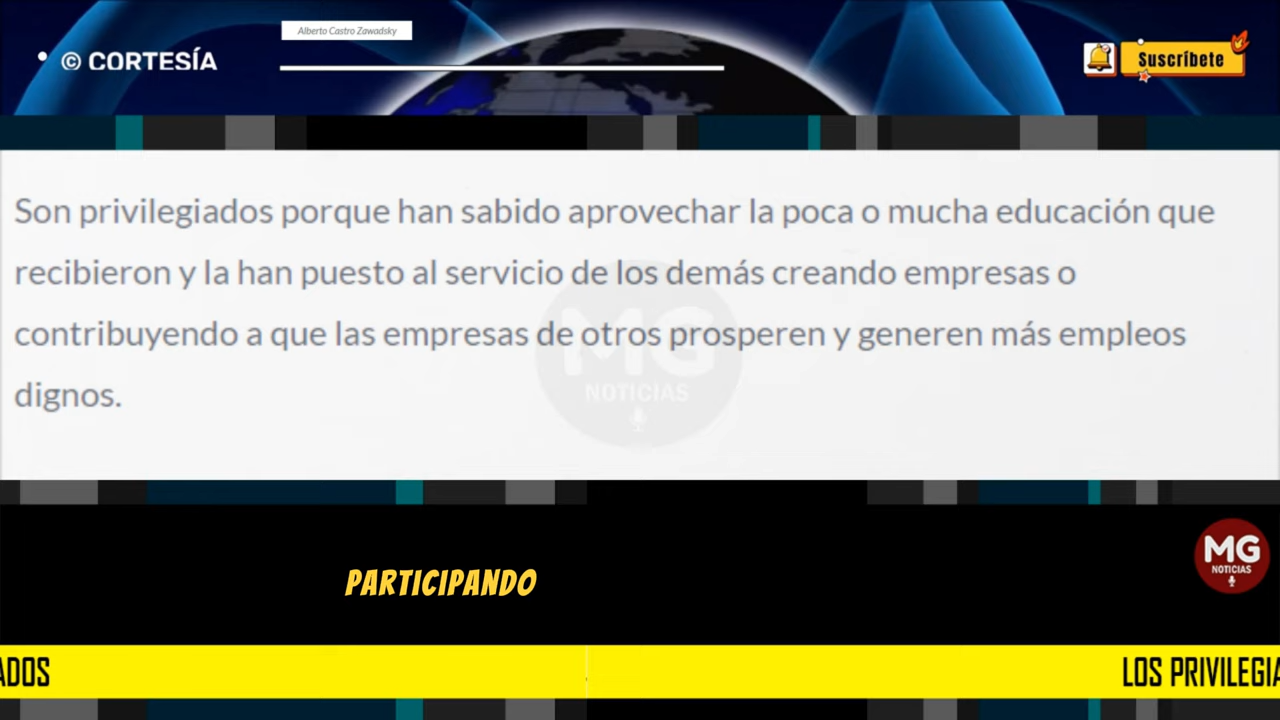 Alberto Castro Zawadsky
© CORTESÍA
Suscríbete
Son privilegiados porque han sabido aprovechar la poca o mucha educación que
recibieron y la han puesto al servicio de los demás creando empresas o
contribuyendo a que las empresas de otros prosperen y generen más empleos
dignos.
MG
NOTICIAS
PARTICIPANDO
MG
NOTICIAS
ADOS
LOS PRIVILEGIA